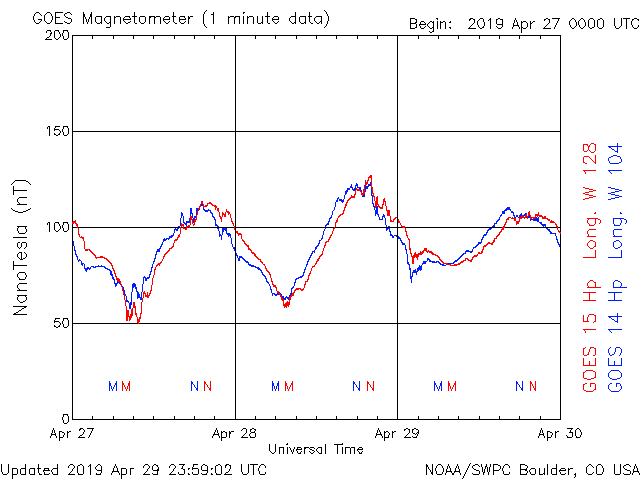 GOES Magnetometer (1 minute data)
Begin: 2019 Apr 27 0000 UTC
200
150
100
50
0
NanoTesla (nT)
M M N N M M N N M M N N
Apr 27 Apr 28 Apr 29 Apr 30
Universal Time
GOES 15 Hp Long. W 128
GOES 14 Hp Long. W 104
Updated 2019 Apr 29 23:59:02 UTC
NOAA/SWPC Boulder, CO USA